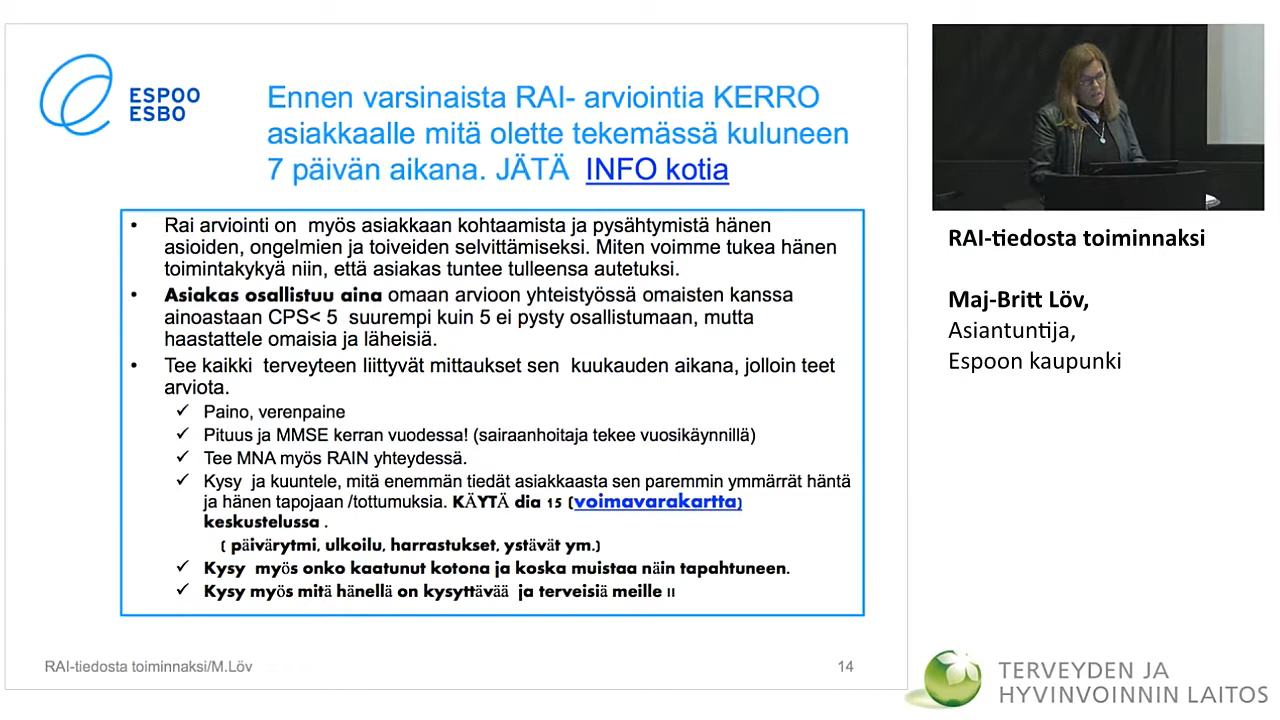 ESPOO
ESBO
Ennen varsinaista RAI- arviointia KERRO
asiakkaalle mitä olette tekemässä kuluneen
7 päivän aikana. JÄTÄ INFO kotia
• Rai arviointi on myös asiakkaan kohtaamista ja pysähtymistä hänen
asioiden, ongelmien ja toiveiden selvittämiseksi. Miten voimme tukea hänen
toimintakykyä niin, että asiakas tuntee tulleensa autetuksi.
• Asiakas osallistuu aina omaan arvioon yhteistyössä omaisten kanssa
ainoastaan CPS< 5 suurempi kuin 5 ei pysty osallistumaan, mutta
haastattele omaisia ja läheisiä.
• Tee kaikki terveyteen liittyvät mittaukset sen kuukauden aikana, jolloin teet
arviota.
✓ Paino, verenpaine
✓ Pituus ja MMSE kerran vuodessa! (sairaanhoitaja tekee vuosikäynnillä)
✓ Tee MNA myös RAIN yhteydessä.
✓ Kysy ja kuuntele, mitä enemmän tiedät asiakkaasta sen paremmin ymmärrät häntä
ja hänen tapojaan /tottumuksia. KÄYTÄ dia 15 (voimavarakartta)
keskustelussa .
( päivärytmi, ulkoilu, harrastukset, ystävät ym.)
✓ Kysy myös onko kaatunut kotona ja koska muistaa näin tapahtuneen.
✓ Kysy myös mitä hänellä on kysyttävää ja terveisiä meille !!
RAI-tiedosta toiminnaksi/M.Löv
14
RAI-tiedosta toiminnaksi
Maj-Britt Löv,
Asiantuntija,
Espoon kaupunki
TERVEYDEN JA
HYVINVOINNIN LAITOS